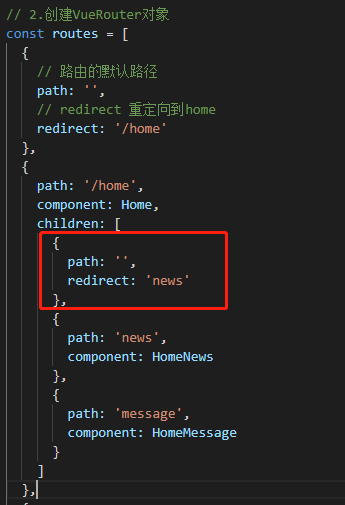 // 2.创建VueRouter对象
const routes = [
  {
    // 路由的默认路径
    path: '',
    // redirect 重定向到home
    redirect: '/home'
  },
  {
    path: '/home',
    component: Home,
    children: [
      {
        path: '',
        redirect: 'news'
      },
      {
        path: 'news',
        component: HomeNews
      },
      {
        path: 'message',
        component: HomeMessage
      }
    ]
  },
  {